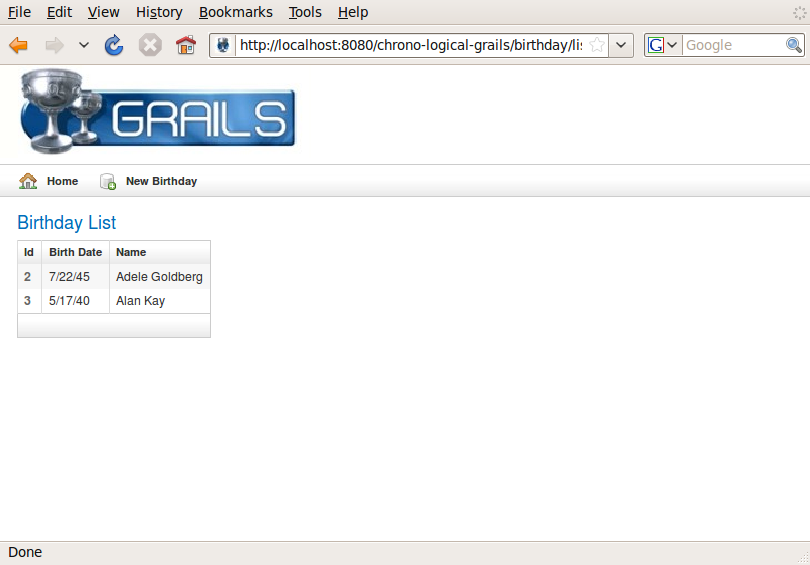 File Edit View History Bookmarks Tools Help
http://localhost:8080/chrono-logical-grails/birthday/lis G Google
GRAILS
Home New Birthday
Birthday List
Id Birth Date Name
2 7/22/45 Adele Goldberg
3 5/17/40 Alan Kay
Done